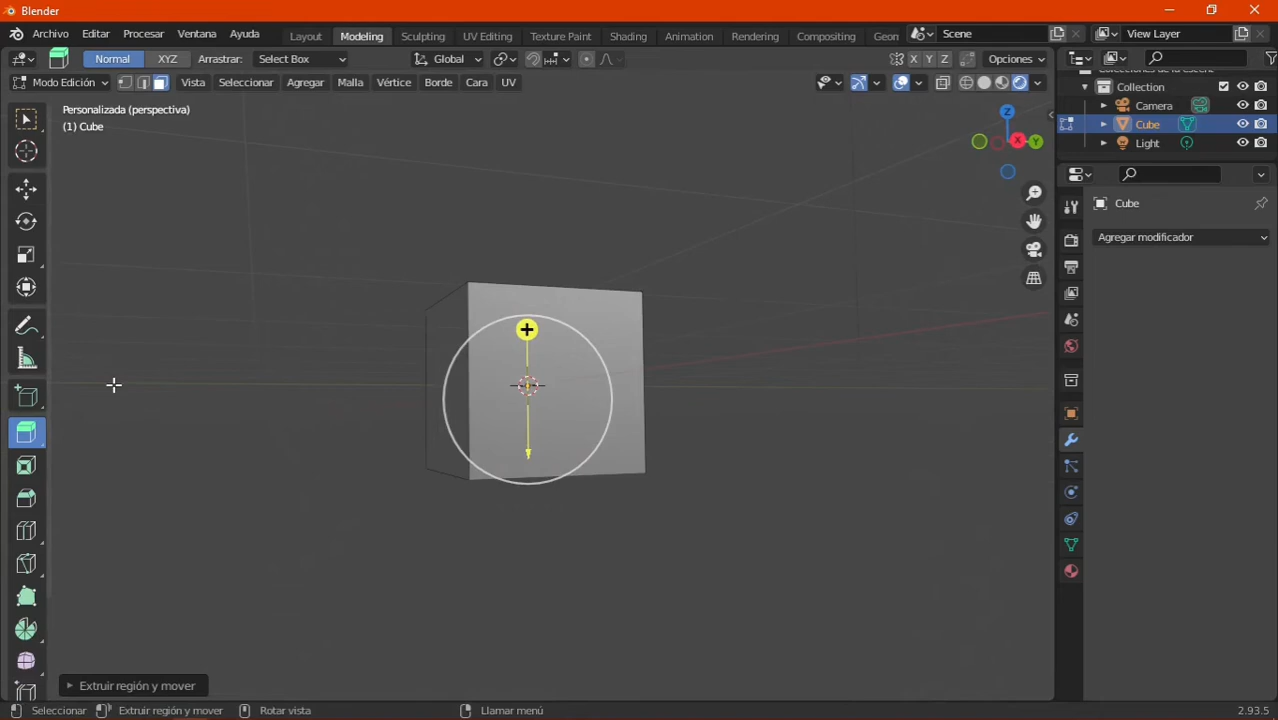 Blender
Archivo Editar Procesar Ventana Ayuda Layout Modeling Sculpting UV Editing Texture Paint Shading Animation Rendering Compositing Geon Scene View Layer
Normal XYZ Arrastrar: Select Box Global X Y Z Opciones
Modo Edición Vista Seleccionar Agregar Malla Vértice Borde Cara UV
Personalizada (perspectiva)
(1) Cube
Z
X Y
Collection
Camera
Cube
Light
Cube
Agregar modificador
Extruir región y mover
Seleccionar Extruir región y mover Rotar vista Llamar menú 2.93.5